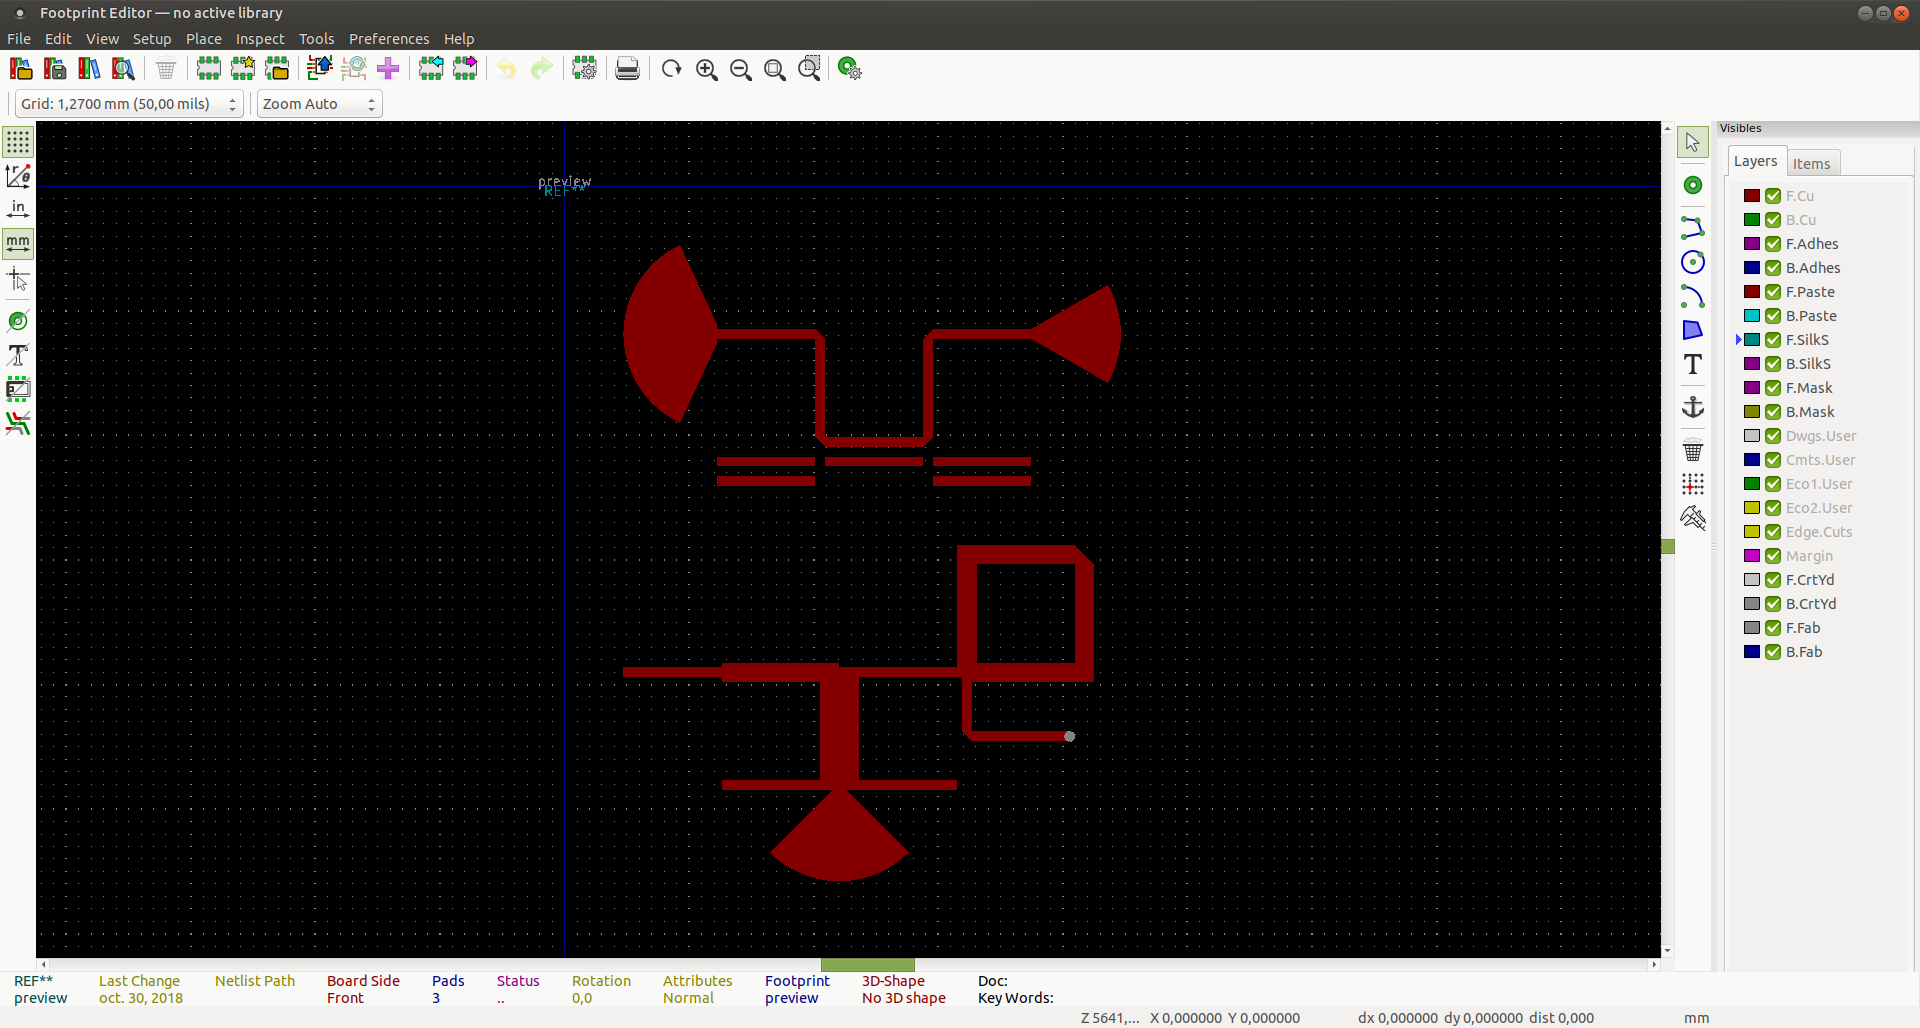 Footprint Editor — no active library
File Edit View Setup Place Inspect Tools Preferences Help
Grid: 1,2700 mm (50,00 mils) Zoom Auto
in
mm
preview
REF**
Visibles
Layers Items
F.Cu
B.Cu
F.Adhes
B.Adhes
F.Paste
B.Paste
F.SilkS
B.SilkS
F.Mask
B.Mask
Dwgs.User
Cmts.User
Eco1.User
Eco2.User
Edge.Cuts
Margin
F.CrtYd
B.CrtYd
F.Fab
B.Fab
REF** Last Change Netlist Path Board Side Pads Status Rotation Attributes Footprint 3D-Shape Doc:
preview oct. 30, 2018 Front 3 .. 0,0 Normal preview No 3D shape Key Words:
Z 5641,... X 0,000000 Y 0,000000 dx 0,000000 dy 0,000000 dist 0,000 mm